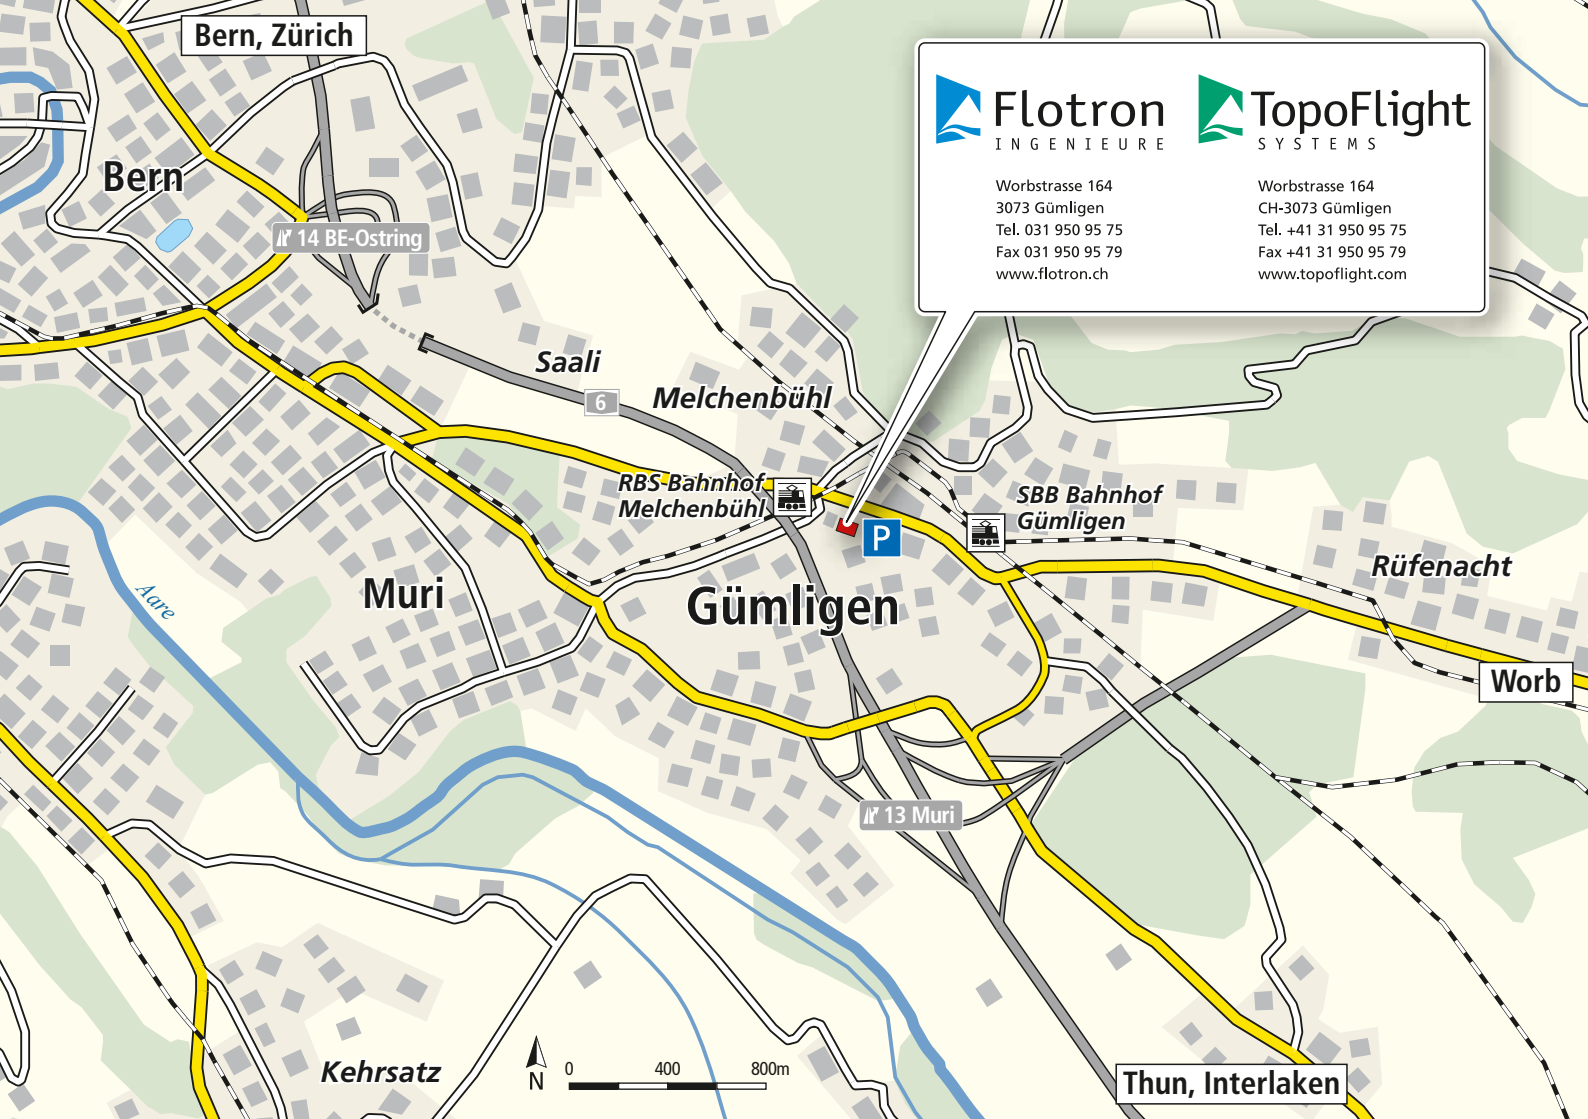 Bern, Zürich
Flotron
INGENIEURE
Worbstrasse 164
3073 Gümligen
Tel. 031 950 95 75
Fax 031 950 95 79
www.flotron.ch
TopoFlight
SYSTEMS
Worbstrasse 164
CH-3073 Gümligen
Tel. +41 31 950 95 75
Fax +41 31 950 95 79
www.topoflight.com
Bern
14 BE-Ostring
Saali
6
Melchenbühl
RBS Bahnhof
Melchenbühl
SBB Bahnhof
Gümligen
P
Rüfenacht
Aare
Muri
Gümligen
Worb
13 Muri
Kehrsatz
N
0 400 800m
Thun, Interlaken